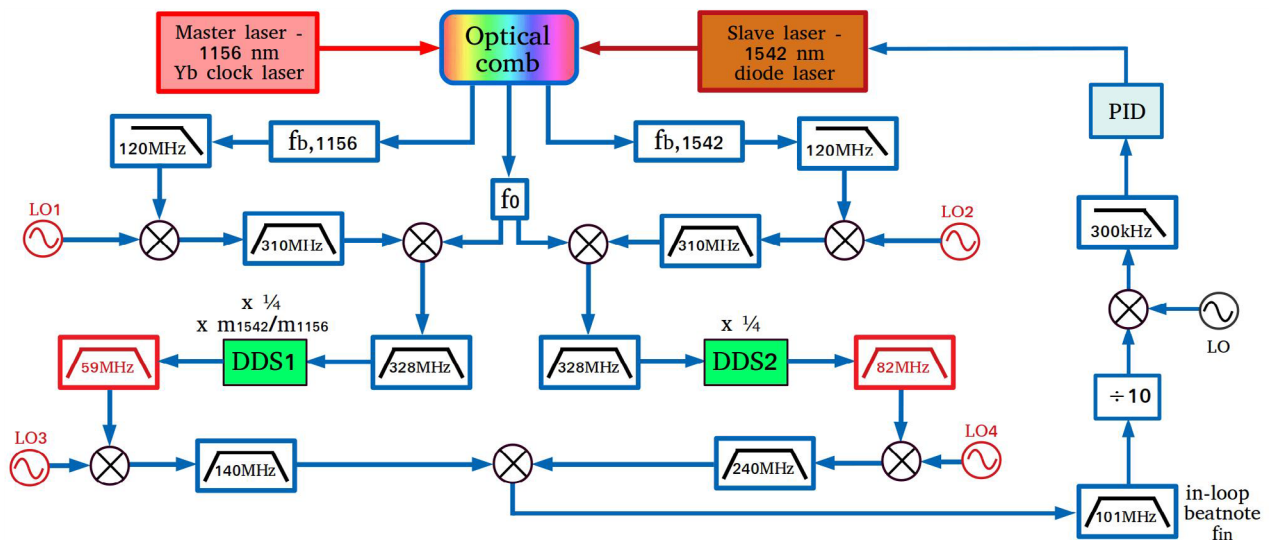 Master laser -
1156 nm
Yb clock laser
Optical
comb
Slave laser -
1542 nm
diode laser
PID
120MHz
fb,1156
fb,1542
120MHz
f0
LO1
310MHz
310MHz
LO2
300kHz
LO
x ¼
x m1542/m1156
x ¼
59MHz
DDS1
328MHz
328MHz
DDS2
82MHz
÷10
LO3
140MHz
240MHz
LO4
101MHz
in-loop
beatnote
fin